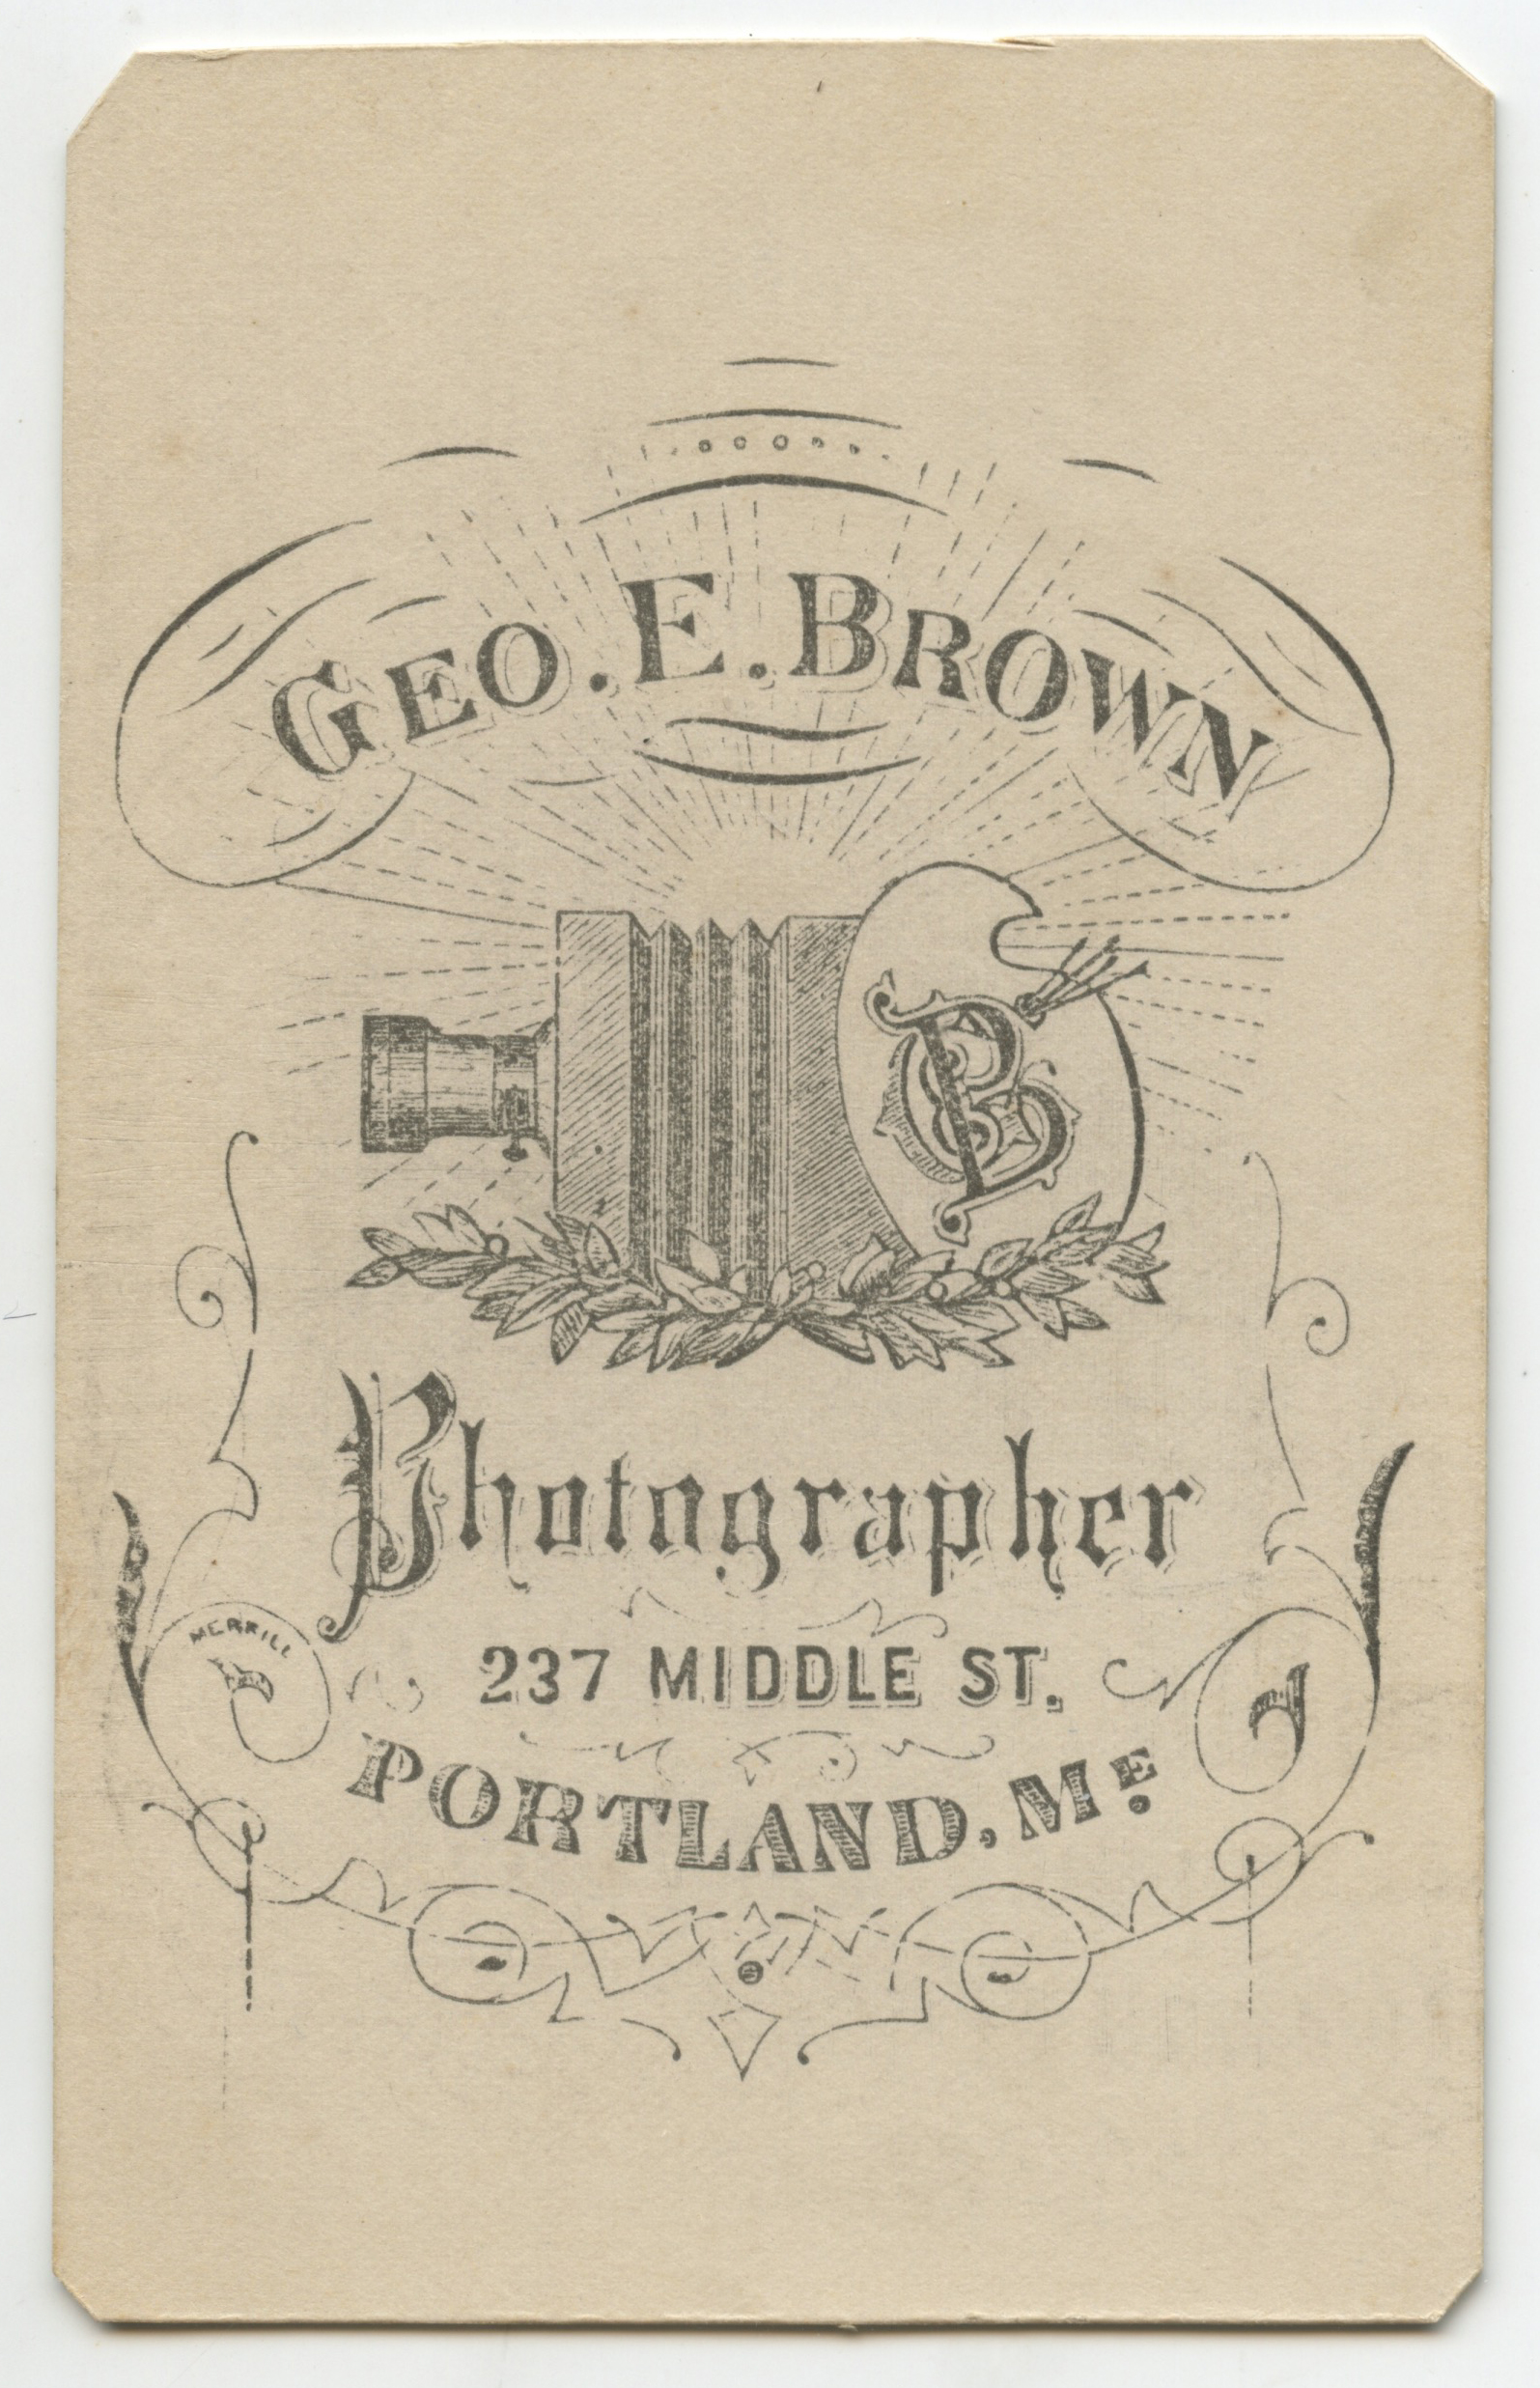 GEO. E. BROWN
Photographer
MERRILL
237 MIDDLE ST.
PORTLAND, ME.